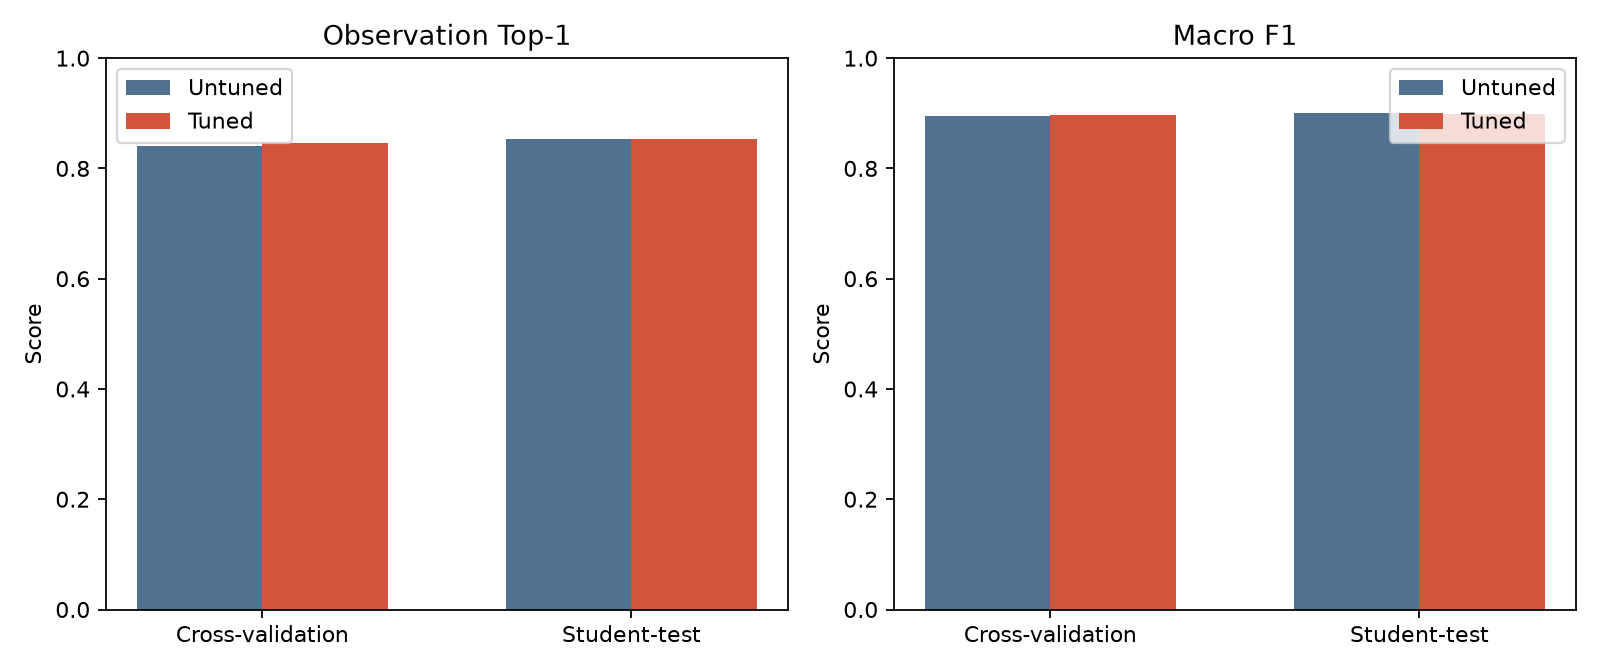 Observation Top-1
1.0
0.8
0.6
0.4
0.2
0.0
Score
Untuned
Tuned
Cross-validation
Student-test
Macro F1
1.0
0.8
0.6
0.4
0.2
0.0
Score
Untuned
Tuned
Cross-validation
Student-test